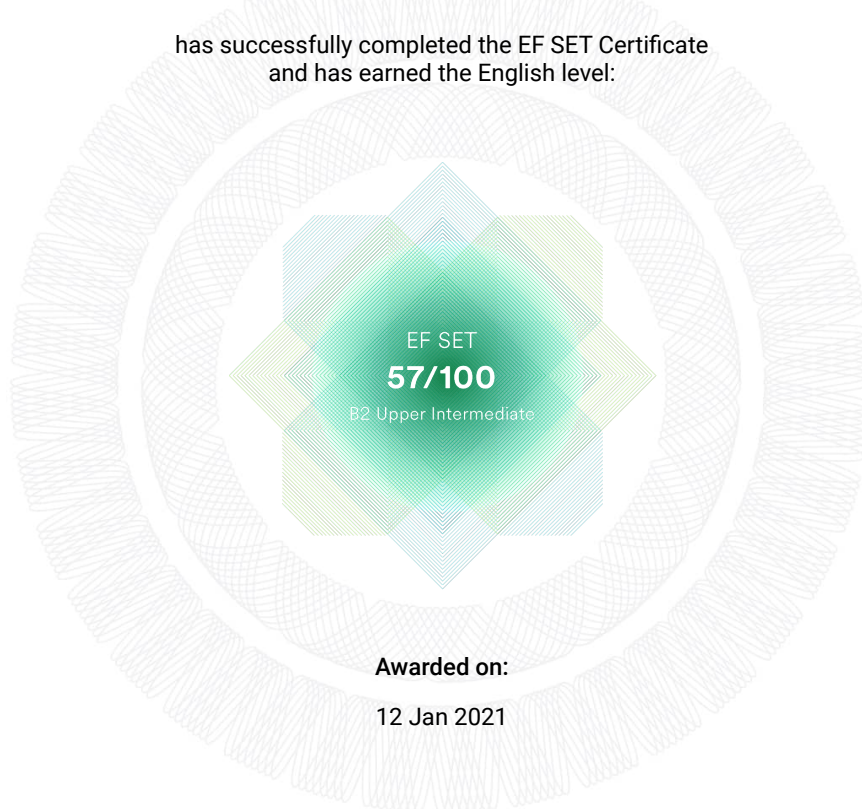 has successfully completed the EF SET Certificate
and has earned the English level:
EF SET
57/100
B2 Upper Intermediate
Awarded on:
12 Jan 2021